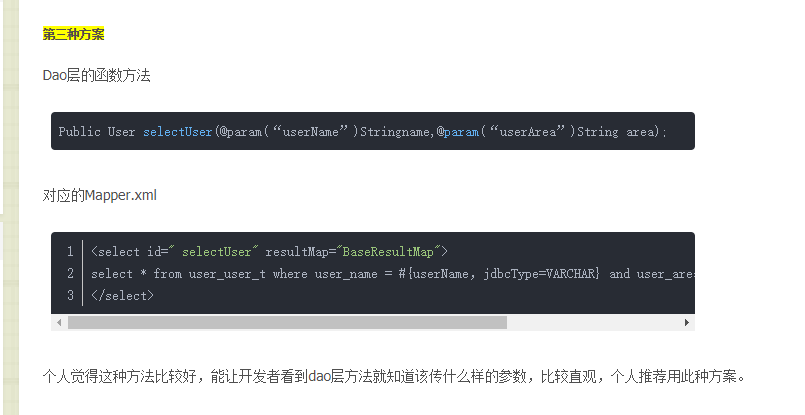 第三种方案
Dao层的函数方法
Public User selectUser(@param(“userName”)Stringname,@param(“userArea”)String area);
对应的Mapper.xml
1 <select id=" selectUser" resultMap="BaseResultMap">
2 select * from user_user_t where user_name = #{userName，jdbcType=VARCHAR} and user_are
3 </select>
个人觉得这种方法比较好，能让开发者看到dao层方法就知道该传什么样的参数，比较直观，个人推荐用此种方案。